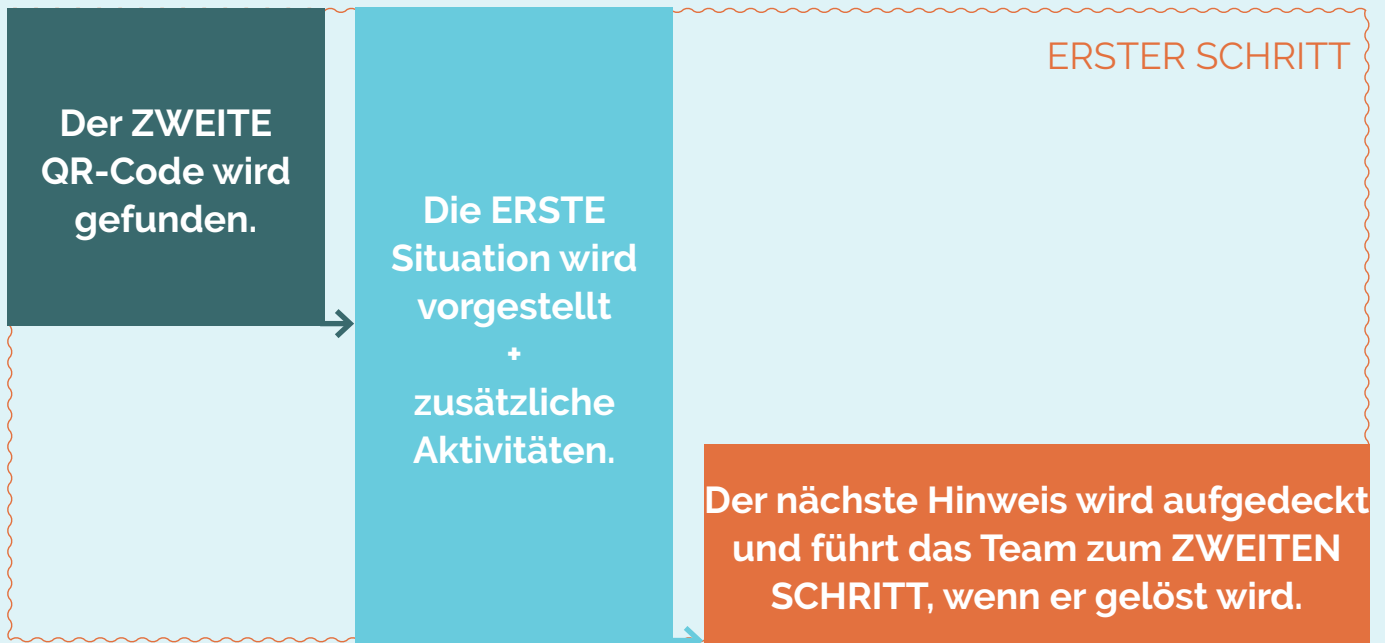 ERSTER SCHRITT
Der ZWEITE
QR-Code wird
gefunden.
Die ERSTE
Situation wird
vorgestellt
+
zusätzliche
Aktivitäten.
Der nächste Hinweis wird aufgedeckt
und führt das Team zum ZWEITEN
SCHRITT, wenn er gelöst wird.